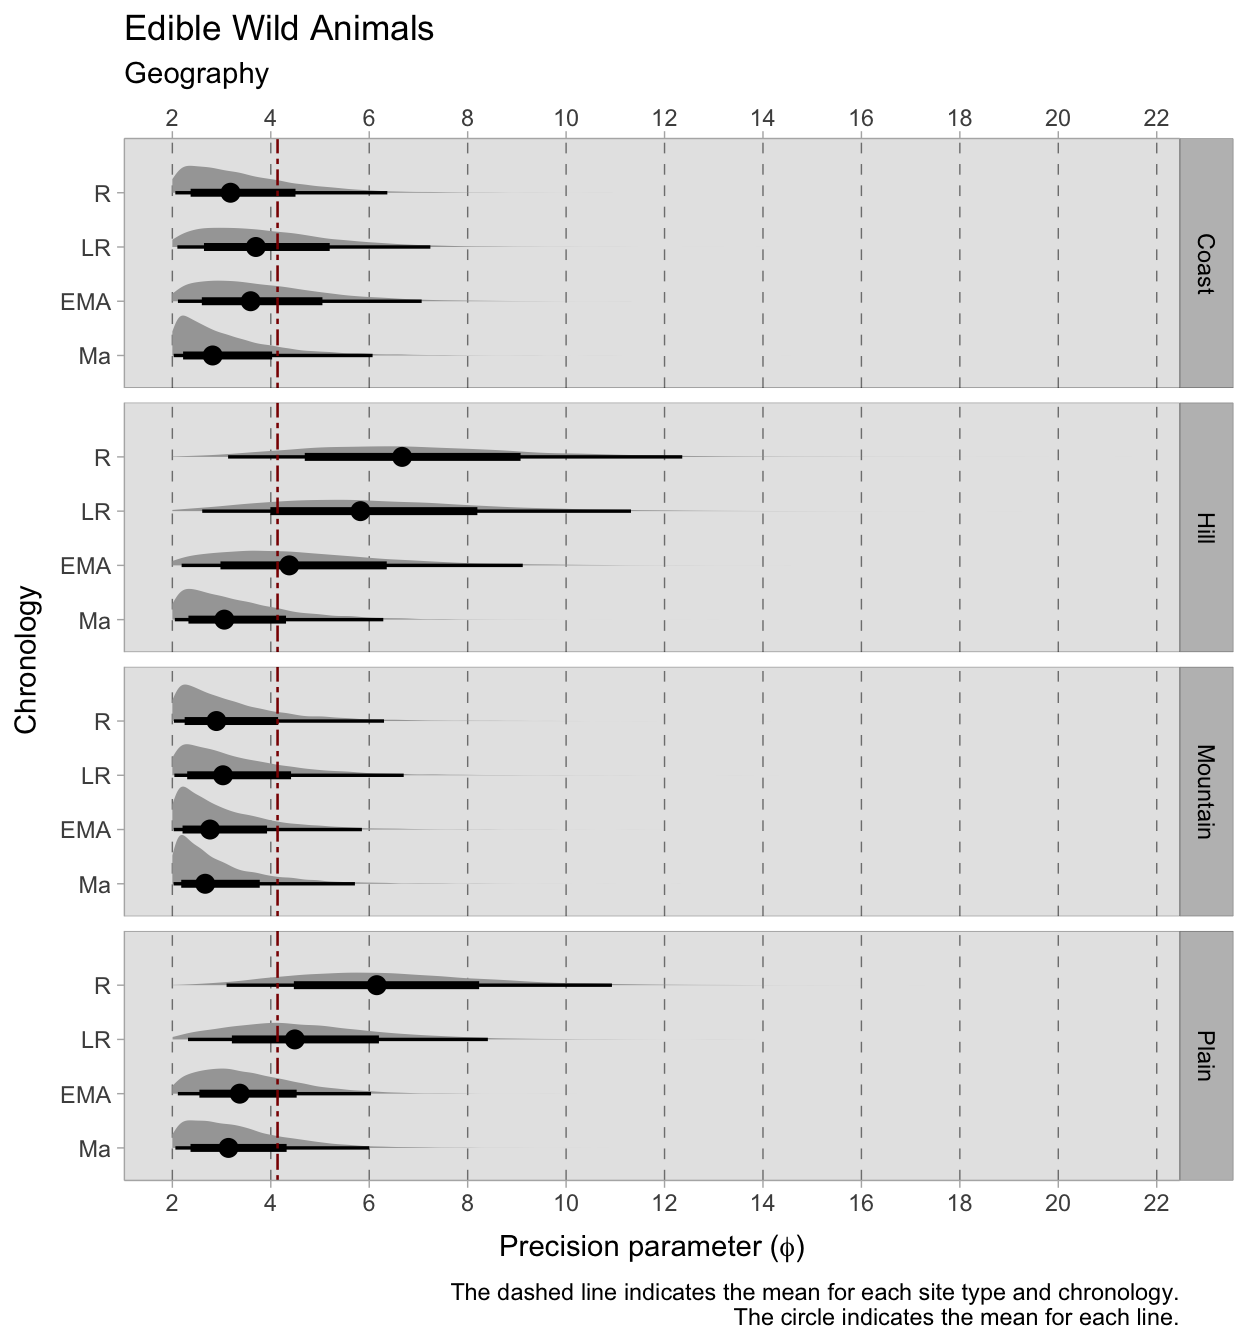 Edible Wild Animals
Geography
2 4 6 8 10 12 14 16 18 20 22
R
LR
EMA
Ma
Coast
R
LR
EMA
Ma
Hill
Chronology
R
LR
EMA
Ma
Mountain
R
LR
EMA
Ma
Plain
2 4 6 8 10 12 14 16 18 20 22
Precision parameter (ϕ)
The dashed line indicates the mean for each site type and chronology.
The circle indicates the mean for each line.